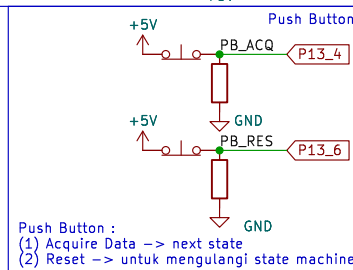 Push Button
+5V
PB_ACQ
P13_4
GND
+5V
PB_RES
P13_6
GND
Push Button :
(1) Acquire Data -> next state
(2) Reset -> untuk mengulangi state machine